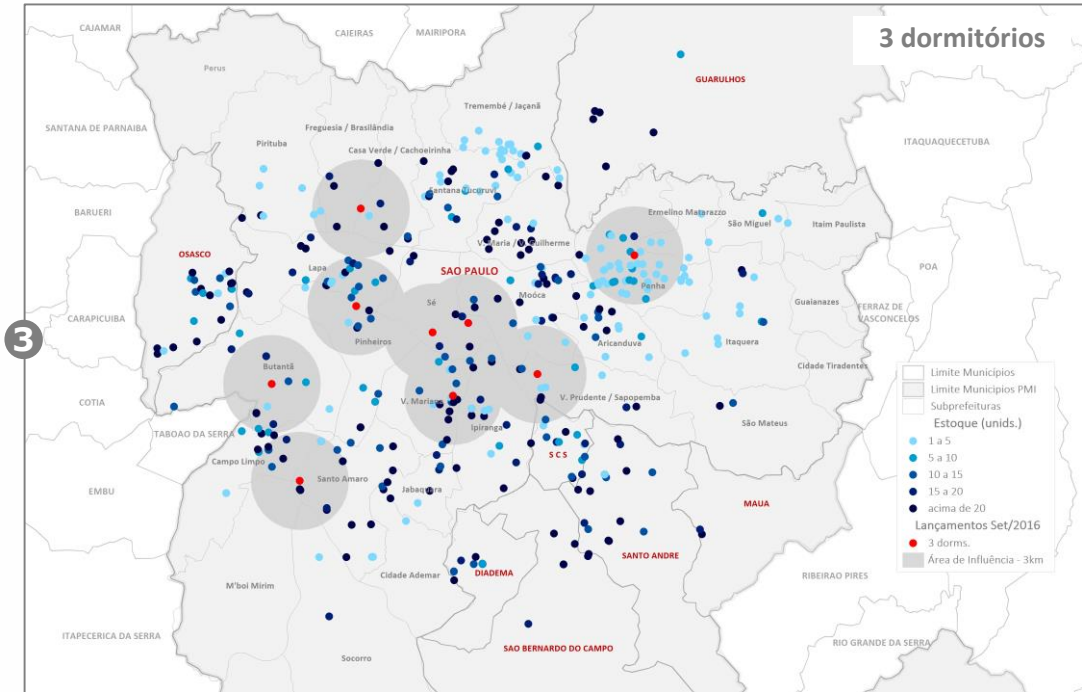 3 dormitórios
CAJAMAR
CAIEIRAS
MAIRIPORA
Perus
GUARULHOS
Tremembé / Jaçanã
SANTANA DE PARNAIBA
Freguesia / Brasilândia
Pirituba
Casa Verde / Cachoeirinha
ITAQUAQUECETUBA
Santana
Tucuruvi
BARUERI
Ermelino Matarazzo
São Miguel
Itaim Paulista
V. Maria / V. Guilherme
OSASCO
Lapa
SAO PAULO
POA
Penha
Moóca
Sé
Guaianazes
CARAPICUIBA
FERRAZ DE
VASCONCELOS
3
Pinheiros
Aricanduva
Itaquera
Butantã
Cidade Tiradentes
COTIA
V. Mariana
V. Prudente / Sapopemba
São Mateus
TABOAO DA SERRA
Ipiranga
S C S
Campo Limpo
Santo Amaro
Jabaquara
EMBU
MAUA
SANTO ANDRE
Cidade Ademar
DIADEMA
M'boi Mirim
RIBEIRAO PIRES
ITAPECERICA DA SERRA
SAO BERNARDO DO CAMPO
RIO GRANDE DA SERRA
Socorro
Limite Municípios
Limite Municipios PMI
Subprefeituras
Estoque (unids.)
1 a 5
5 a 10
10 a 15
15 a 20
acima de 20
Lançamentos Set/2016
3 dorms.
Área de Influência - 3km